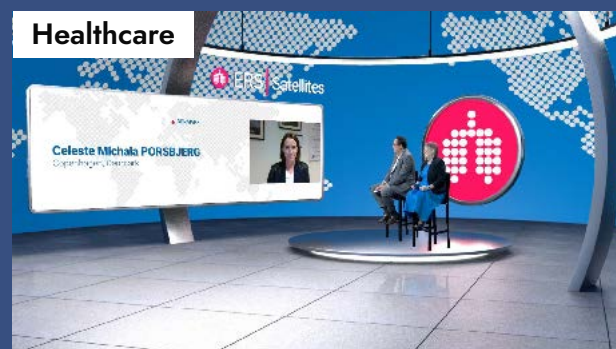 Healthcare
ERS Satellites
Celeste Michala PORSBJERG
Copenhagen, Denmark